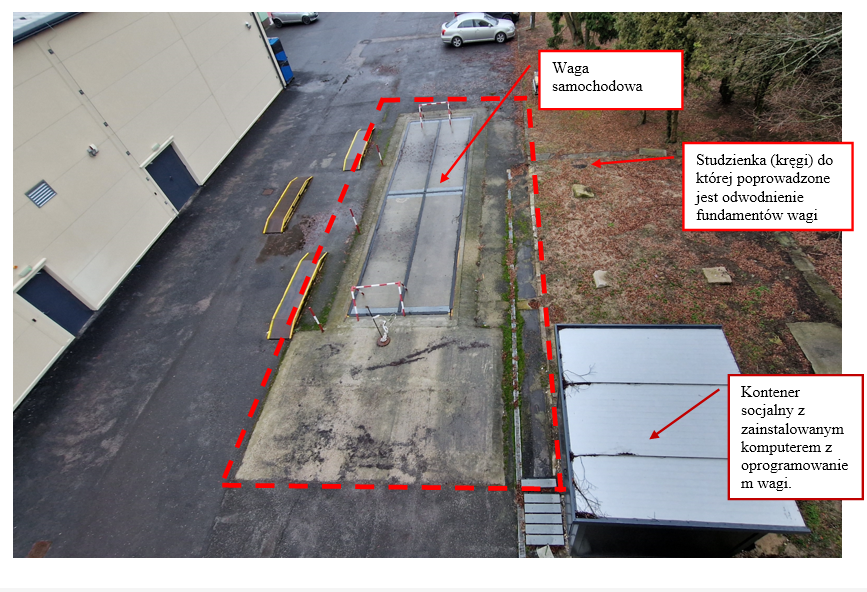 Waga
samochodowa
Studzienka (kręgi) do
której poprowadzone
jest odwodnienie
fundamentów wagi
Kontener
socjalny z
zainstalowanym
komputerem z
oprogramowanie
m wagi.